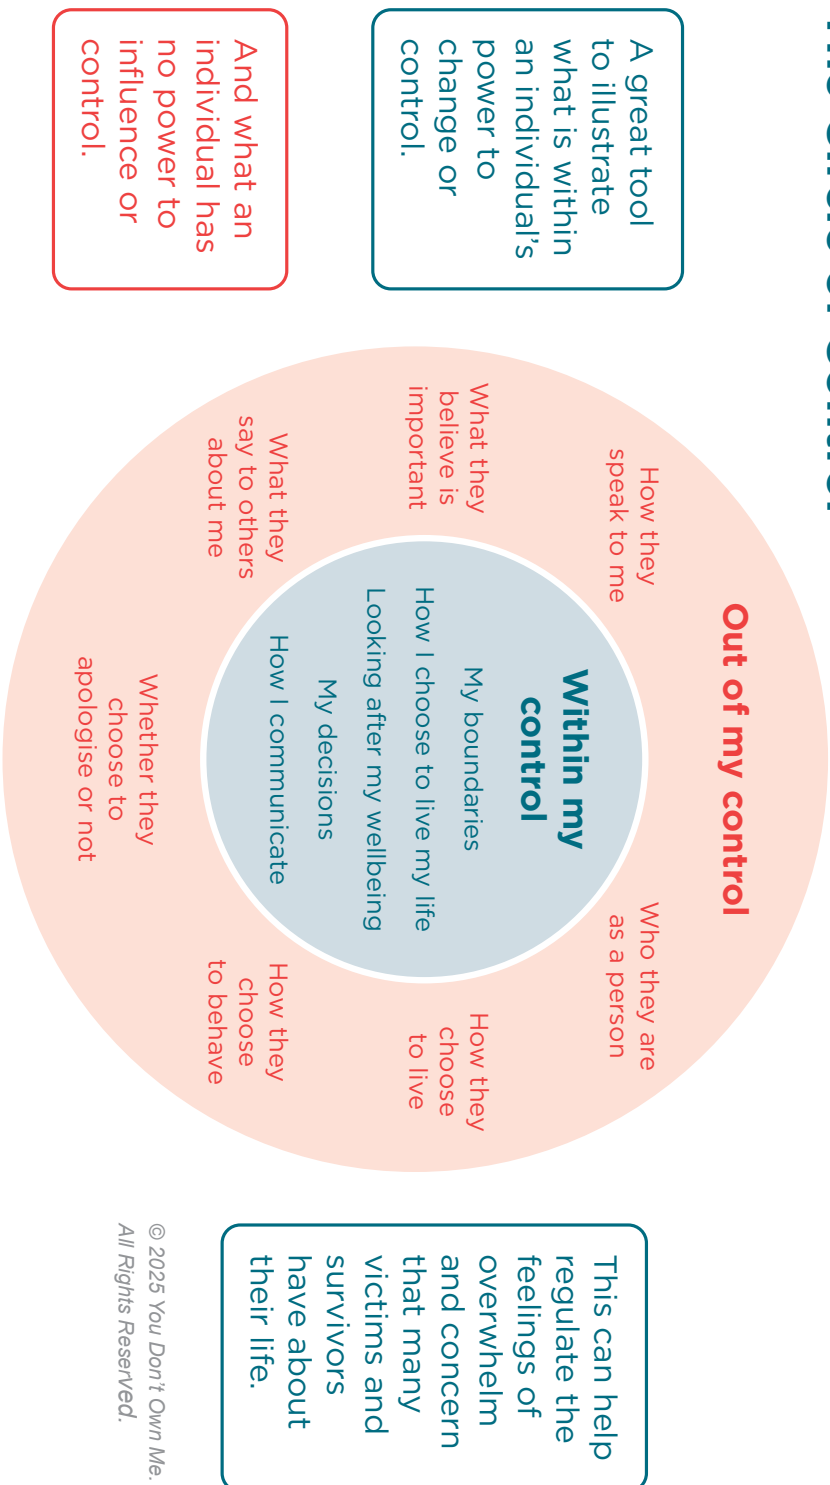 The Circle of Control
A great tool
to illustrate
what is within
an individual’s
power to
change or
control.
And what an
individual has
no power to
influence or
control.
Out of my control
How they
speak to me
Who they are
as a person
What they
believe is
important
How they
choose
to live
What they
say to others
about me
How they
choose
to behave
Whether they
choose to
apologise or not
Within my
control
My boundaries
How I choose to live my life
Looking after my wellbeing
My decisions
How I communicate
This can help
regulate the
feelings of
overwhelm
and concern
that many
victims and
survivors
have about
their life.
© 2025 You Don’t Own Me.
All Rights Reserved.